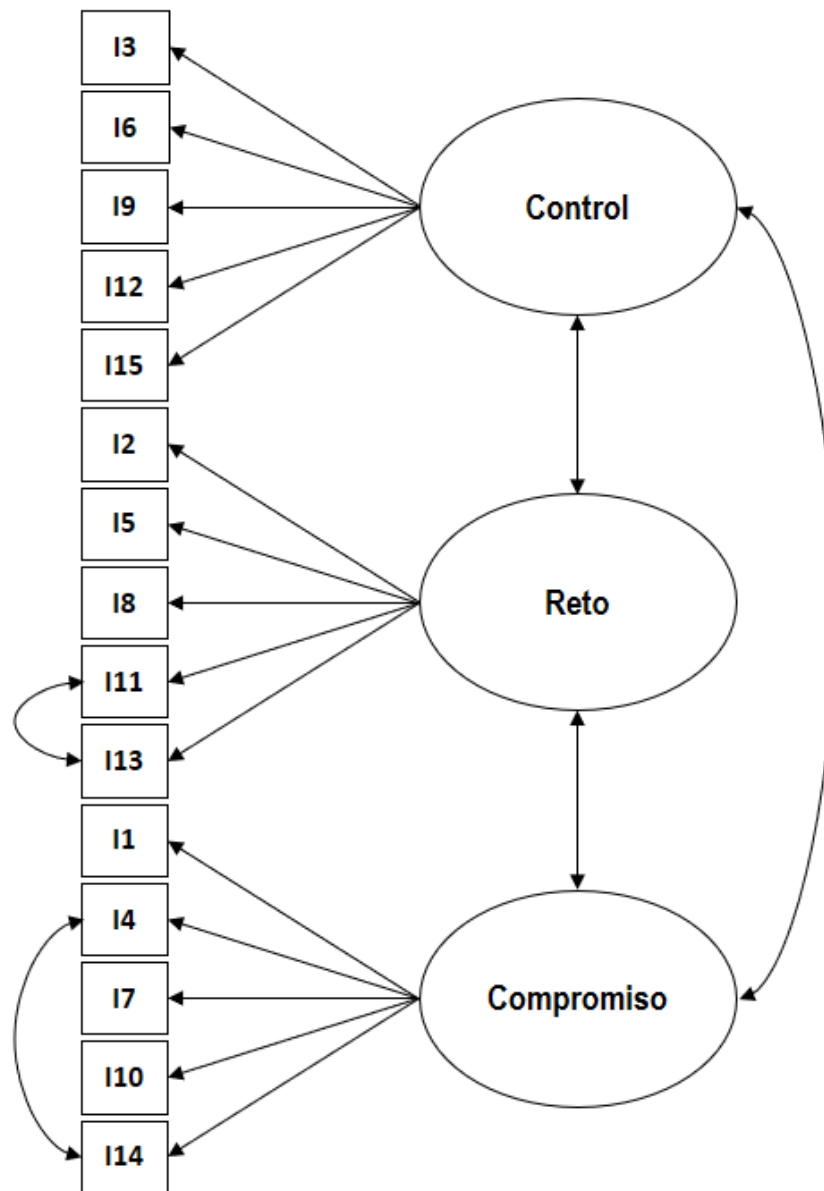 I3
I6
I9
I12
I15
I2
I5
I8
I11
I13
I1
I4
I7
I10
I14
Control
Reto
Compromiso